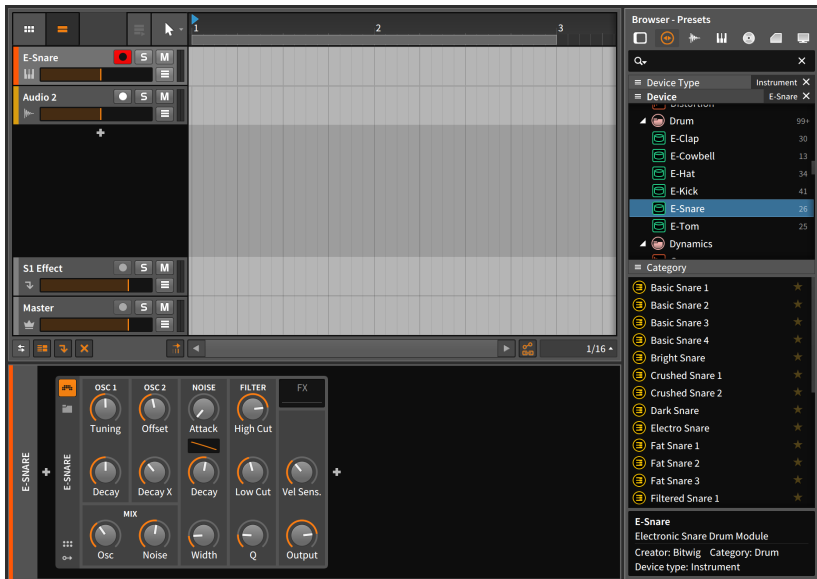 1
2
3
E-Snare
S
M
Audio 2
S
M
+
S1 Effect
S
M
Master
S
M
1/16
E-SNARE
E-SNARE
OSC 1
OSC 2
NOISE
FILTER
FX
Tuning
Offset
Attack
High Cut
Decay
Decay X
Decay
Low Cut
Vel Sens.
MIX
Osc
Noise
Width
Q
Output
Browser - Presets
Device Type
Instrument
Device
E-Snare
Distortion
Drum 99+
E-Clap 30
E-Cowbell 13
E-Hat 34
E-Kick 41
E-Snare 26
E-Tom 25
Dynamics
Category
Basic Snare 1
Basic Snare 2
Basic Snare 3
Basic Snare 4
Bright Snare
Crushed Snare 1
Crushed Snare 2
Dark Snare
Electro Snare
Fat Snare 1
Fat Snare 2
Fat Snare 3
Filtered Snare 1
E-Snare
Electronic Snare Drum Module
Creator: Bitwig Category: Drum
Device type: Instrument